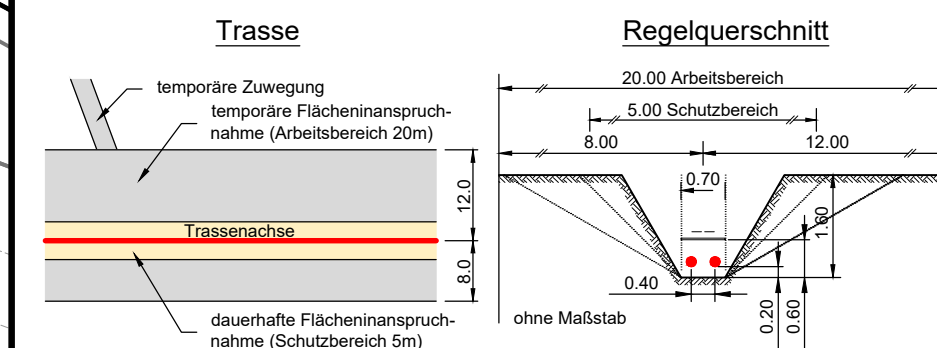 Trasse
temporäre Zuwegung
temporäre Flächeninanspruch-
nahme (Arbeitsbereich 20m)
Trassenachse
12.0
8.0
dauerhafte Flächeninanspruch-
nahme (Schutzbereich 5m)
Regelquerschnitt
20.00 Arbeitsbereich
5.00 Schutzbereich
8.00
12.00
0.70
1.60
0.40
0.20
0.60
ohne Maßstab